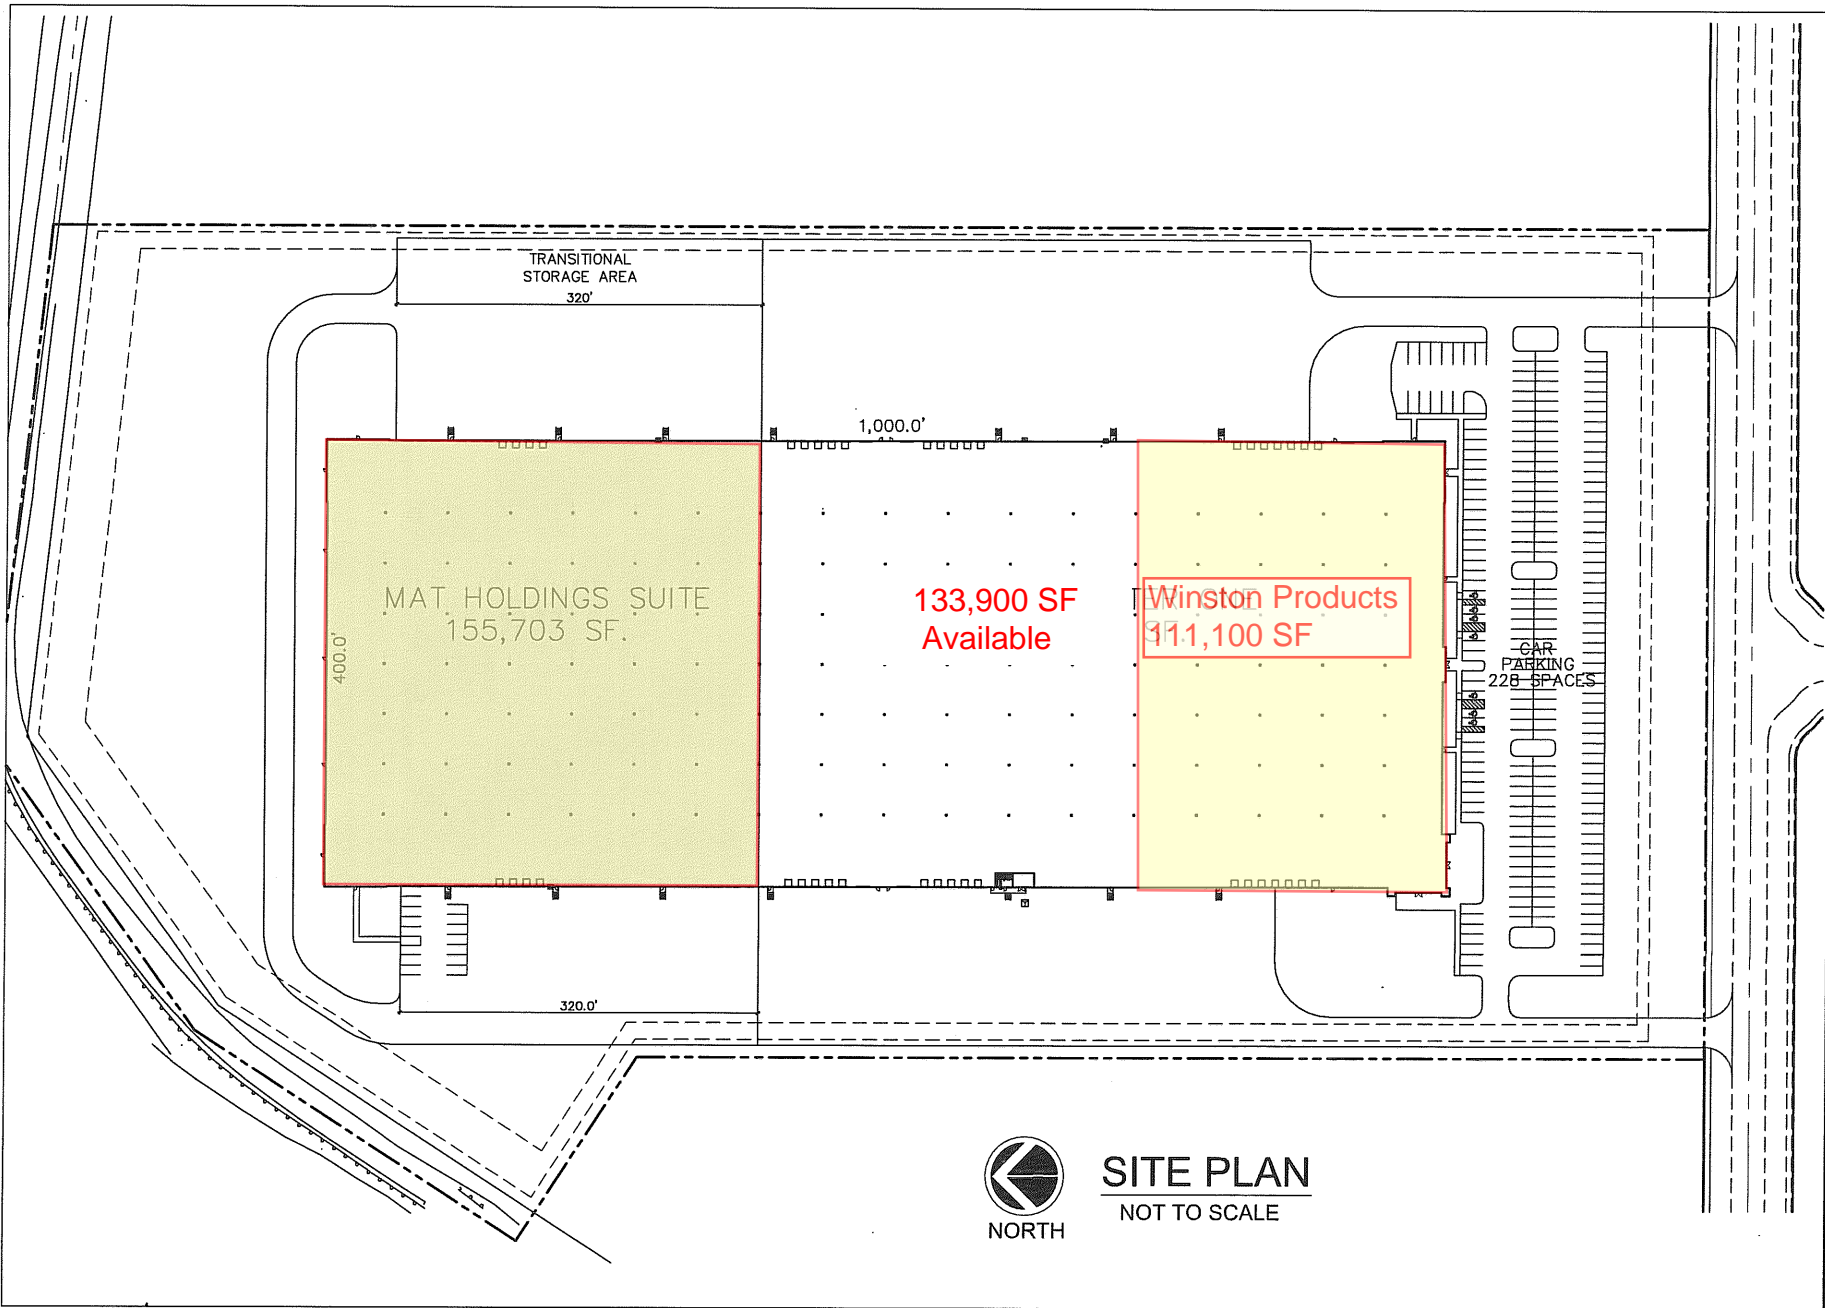 TRANSITIONAL
STORAGE AREA
320'
1,000.0'
MAT HOLDINGS SUITE
155,703 SF.
400.0'
133,900 SF
Available
Winston Products
111,100 SF
SF.
CAR
PARKING
228 SPACES
320.0'
NORTH
SITE PLAN
NOT TO SCALE